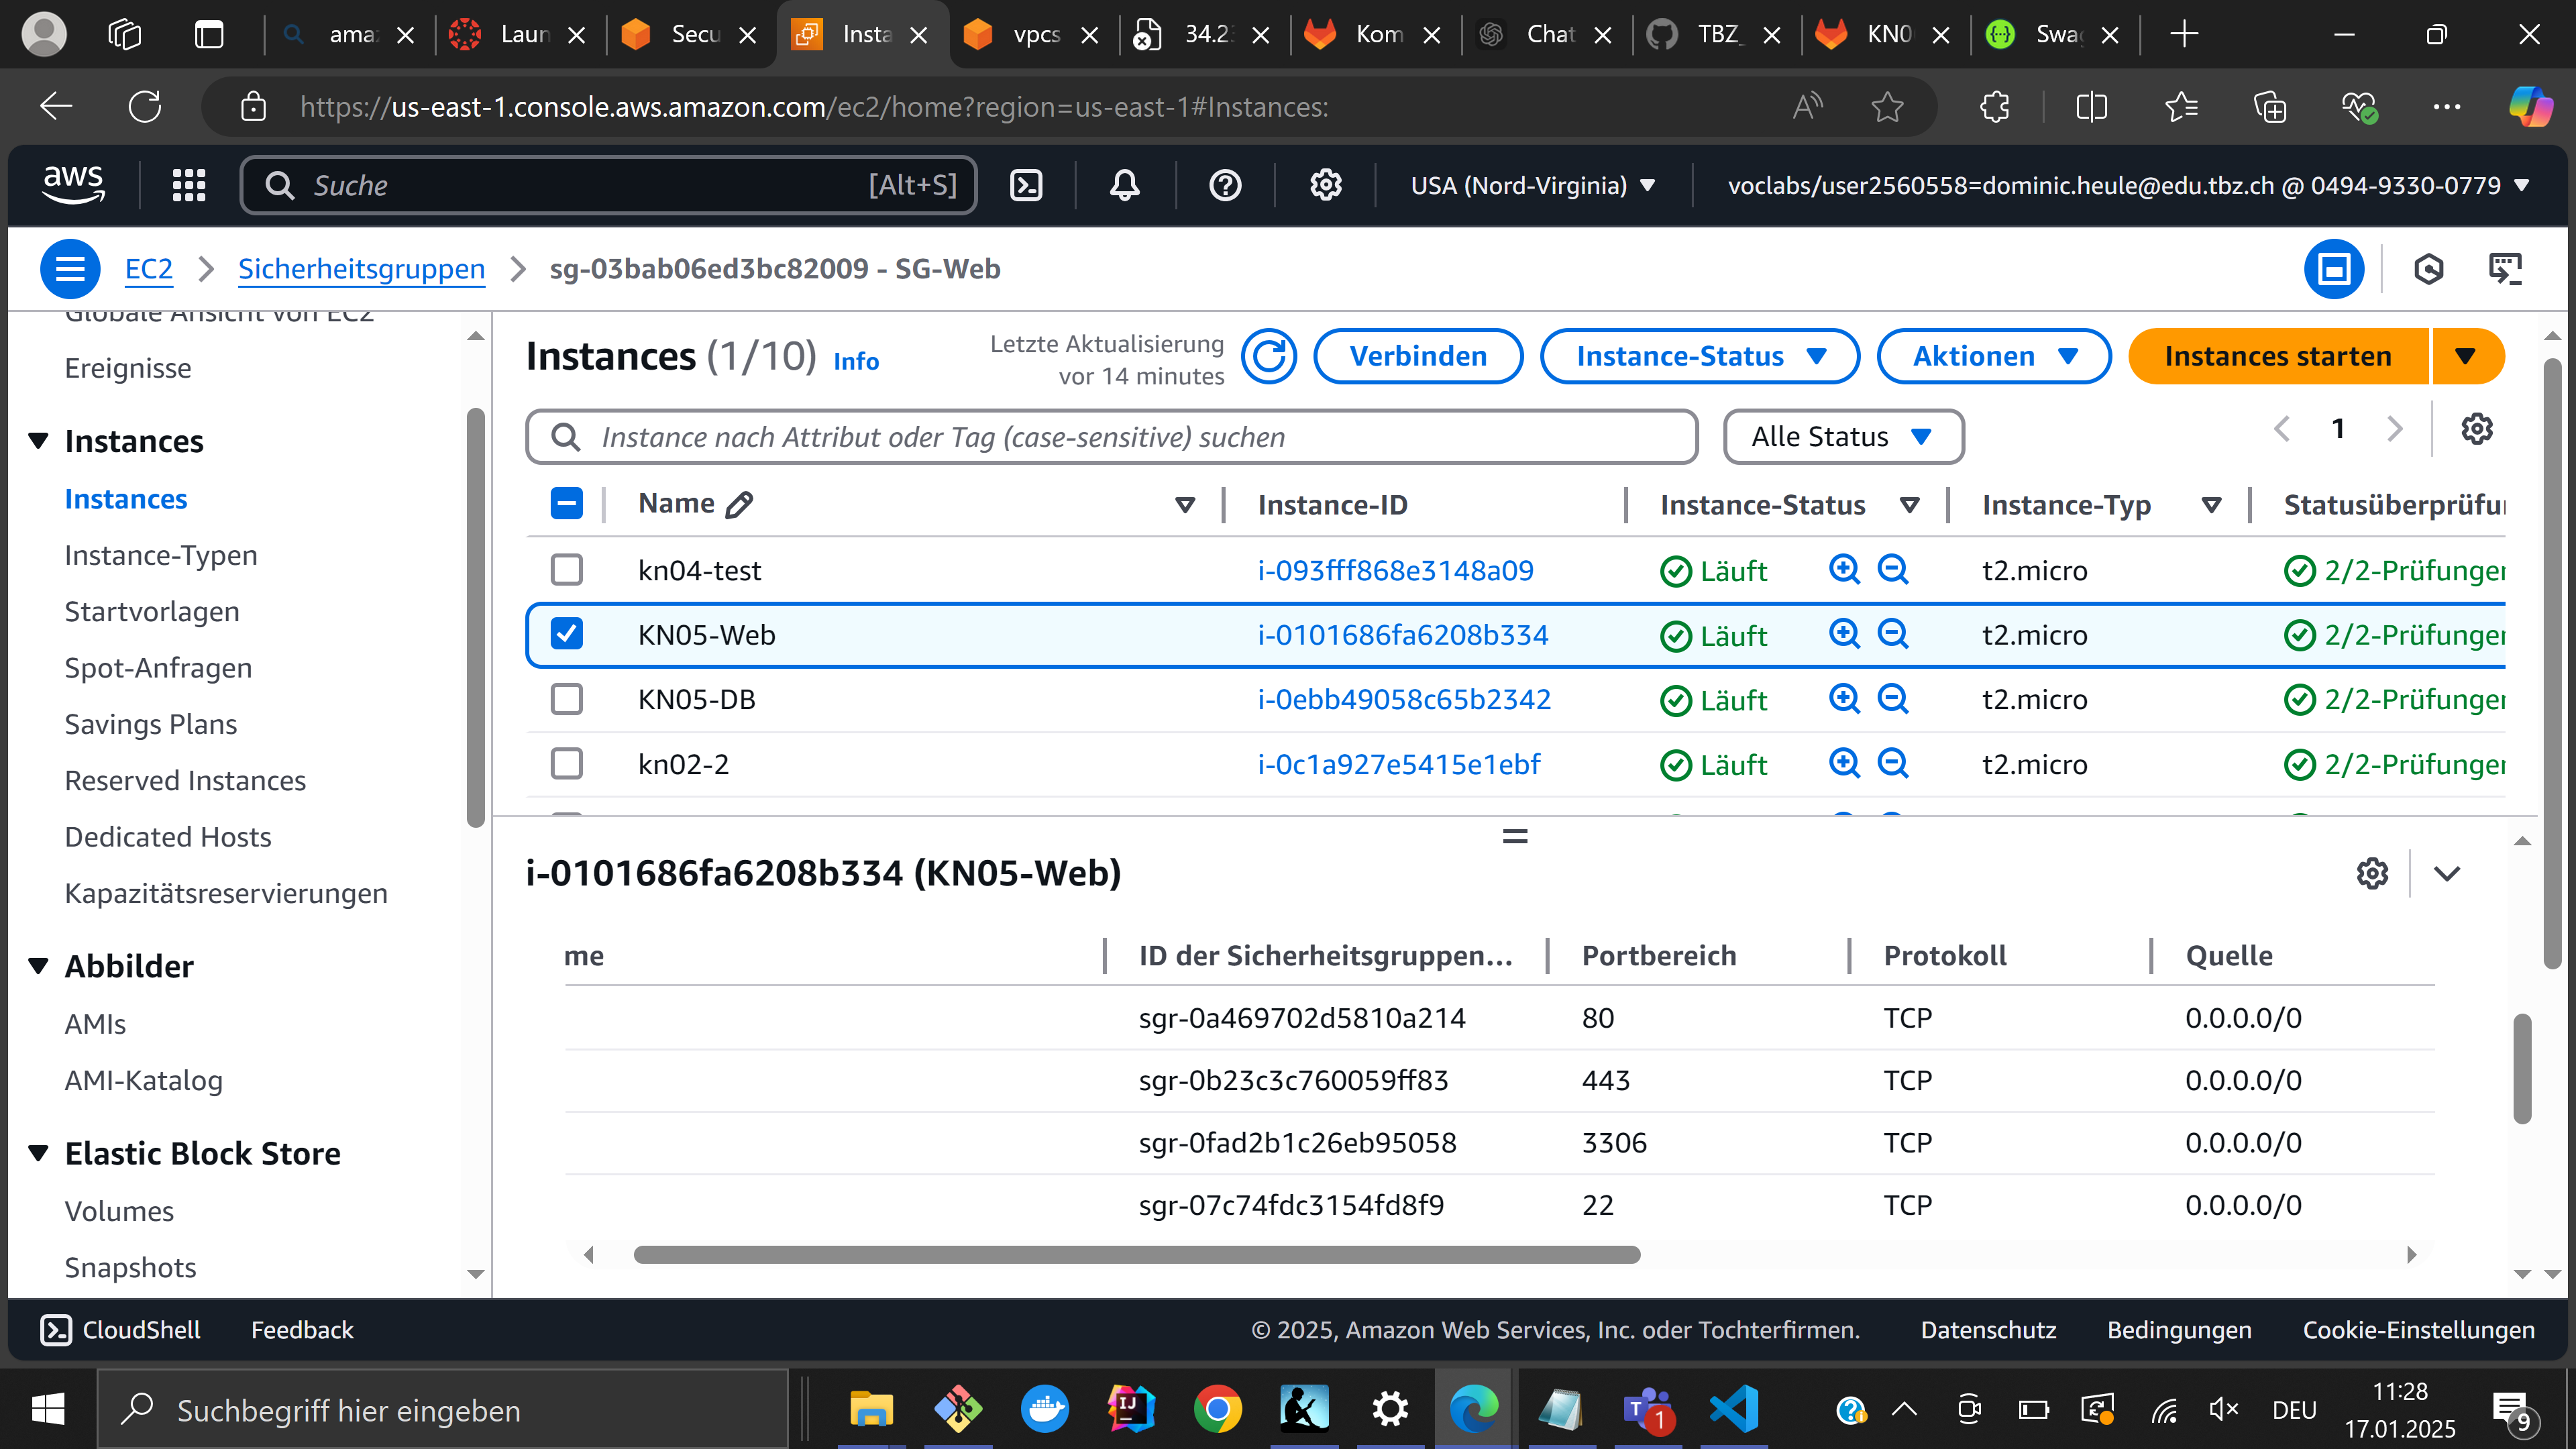 amaz
Laun
Secu
Insta
vpcs
34.2
Kom
Chat
TBZ_
KN0
Swag
https://us-east-1.console.aws.amazon.com/ec2/home?region=us-east-1#Instances:
aws
Suche
[Alt+S]
USA (Nord-Virginia)
voclabs/user2560558=dominic.heule@edu.tbz.ch @ 0494-9330-0779
EC2
Sicherheitsgruppen
sg-03bab06ed3bc82009 - SG-Web
Globale Ansicht von EC2
Ereignisse
Instances
Instances
Instance-Typen
Startvorlagen
Spot-Anfragen
Savings Plans
Reserved Instances
Dedicated Hosts
Kapazitätsreservierungen
Abbilder
AMIs
AMI-Katalog
Elastic Block Store
Volumes
Snapshots
Instances (1/10) Info
Letzte Aktualisierung
vor 14 minutes
Verbinden
Instance-Status
Aktionen
Instances starten
Instance nach Attribut oder Tag (case-sensitive) suchen
Alle Status
1
Name Instance-ID Instance-Status Instance-Typ Statusüberprüfu
kn04-test i-093fff868e3148a09 Läuft t2.micro 2/2-Prüfunge
KN05-Web i-0101686fa6208b334 Läuft t2.micro 2/2-Prüfunge
KN05-DB i-0ebb49058c65b2342 Läuft t2.micro 2/2-Prüfunge
kn02-2 i-0c1a927e5415e1ebf Läuft t2.micro 2/2-Prüfunge
i-0101686fa6208b334 (KN05-Web)
me ID der Sicherheitsgruppen... Portbereich Protokoll Quelle
sgr-0a469702d5810a214 80 TCP 0.0.0.0/0
sgr-0b23c3c760059ff83 443 TCP 0.0.0.0/0
sgr-0fad2b1c26eb95058 3306 TCP 0.0.0.0/0
sgr-07c74fdc3154fd8f9 22 TCP 0.0.0.0/0
CloudShell
Feedback
© 2025, Amazon Web Services, Inc. oder Tochterfirmen.
Datenschutz
Bedingungen
Cookie-Einstellungen
Suchbegriff hier eingeben
IJ
T
1
DEU
11:28
17.01.2025
9